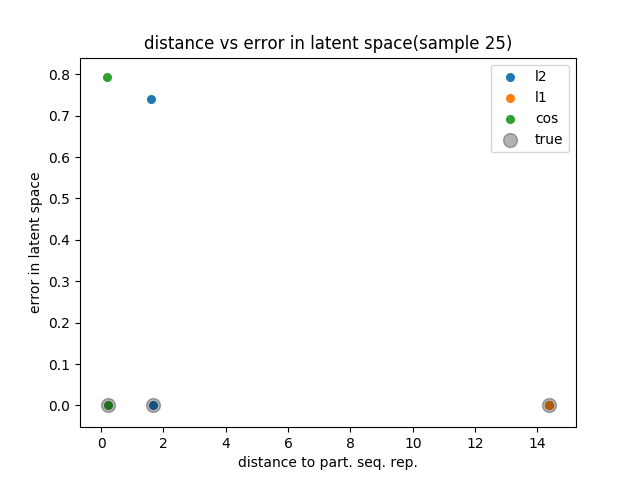 distance vs error in latent space(sample 25)
0.8
0.7
0.6
0.5
0.4
0.3
0.2
0.1
0.0
error in latent space
l2
l1
cos
true
0 2 4 6 8 10 12 14
distance to part. seq. rep.